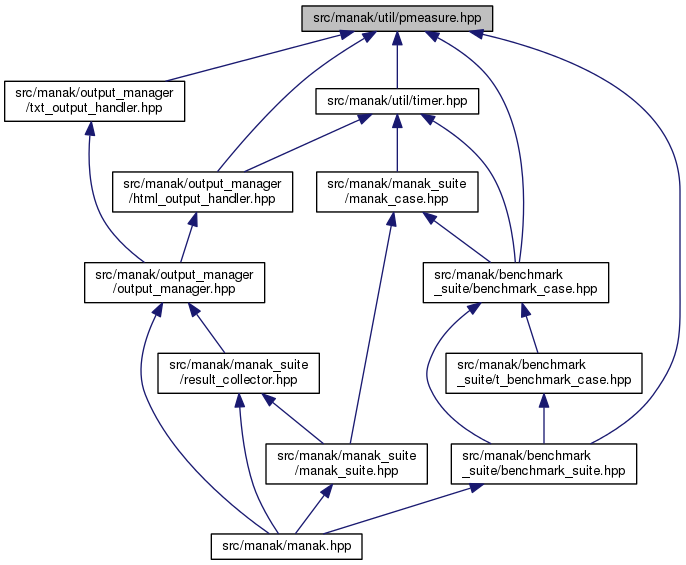 src/manak/util/pmeasure.hpp
src/manak/output_manager
/txt_output_handler.hpp
src/manak/util/timer.hpp
src/manak/output_manager
/html_output_handler.hpp
src/manak/manak_suite
/manak_case.hpp
src/manak/output_manager
/output_manager.hpp
src/manak/benchmark
_suite/benchmark_case.hpp
src/manak/manak_suite
/result_collector.hpp
src/manak/benchmark
_suite/t_benchmark_case.hpp
src/manak/manak_suite
/manak_suite.hpp
src/manak/benchmark
_suite/benchmark_suite.hpp
src/manak/manak.hpp